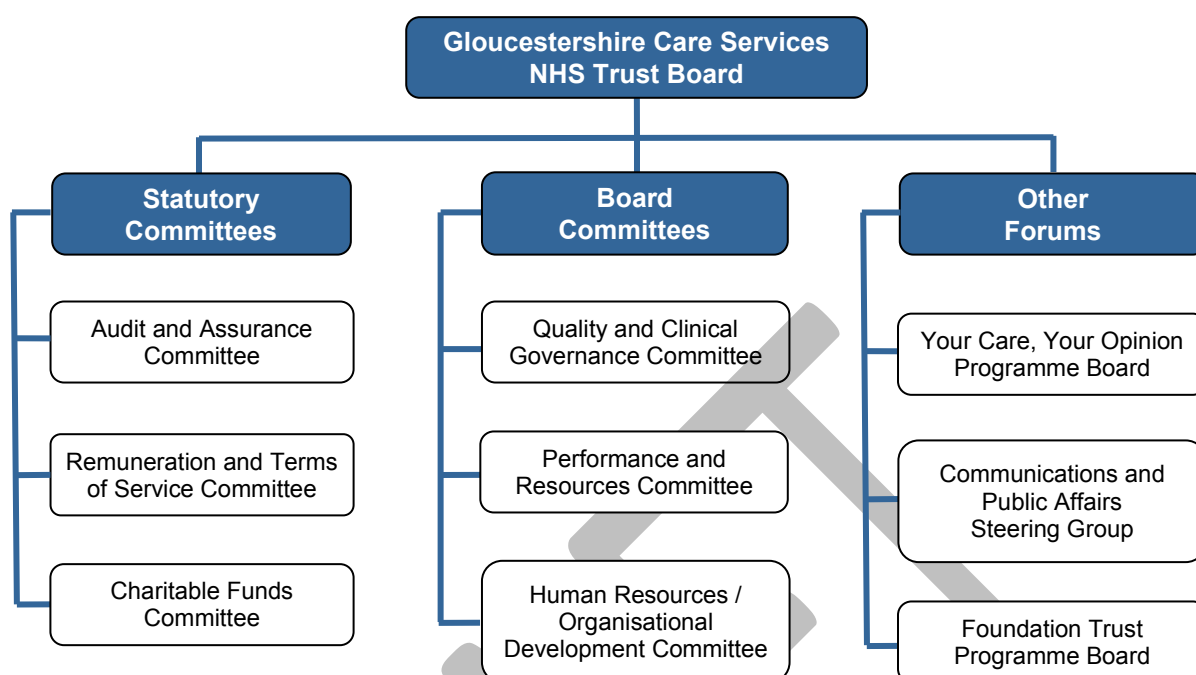 Gloucestershire Care Services
NHS Trust Board
Statutory
Committees
Audit and Assurance
Committee
Remuneration and Terms
of Service Committee
Charitable Funds
Committee
Board
Committees
Quality and Clinical
Governance Committee
Performance and
Resources Committee
Human Resources /
Organisational
Development Committee
Other
Forums
Your Care, Your Opinion
Programme Board
Communications and
Public Affairs
Steering Group
Foundation Trust
Programme Board